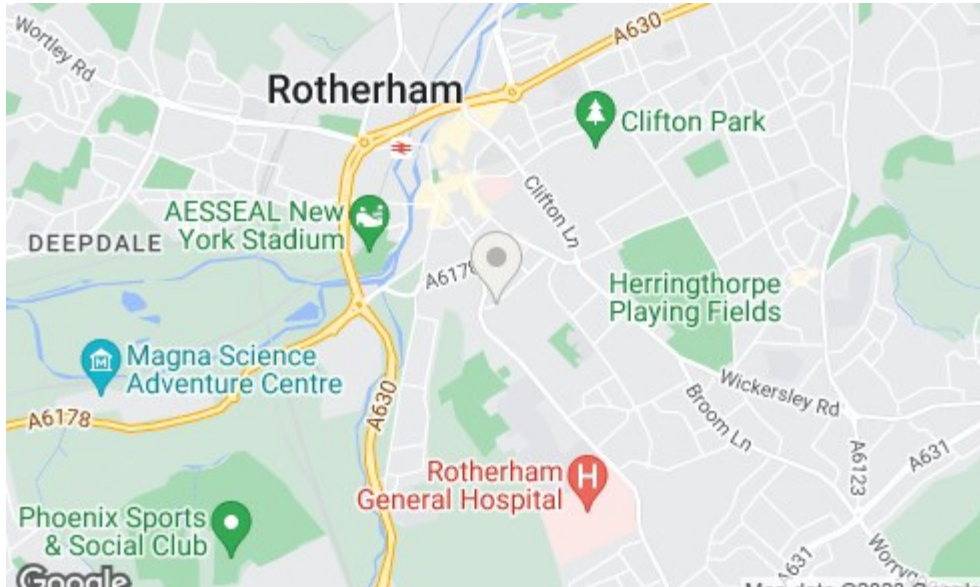 Wortley Rd
A630
Rotherham
Clifton Park
Clifton Ln
AESSEAL New
York Stadium
DEEPDALE
A6178
Herringthorpe
Playing Fields
Magna Science
Adventure Centre
A630
Wickersley Rd
Broom Ln
A6178
A6123
A631
Rotherham
General Hospital
Phoenix Sports
& Social Club
A631
Google